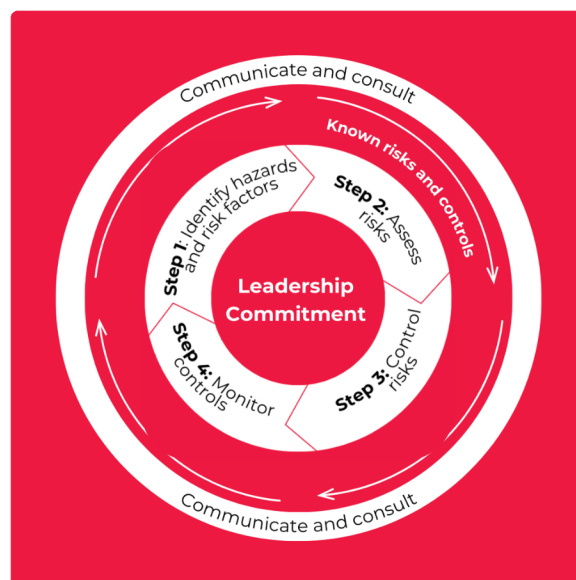 Communicate and consult
Known risks and controls
Step 1: Identify hazards
and risk factors
Step 2: Assess
risks
Leadership
Commitment
Step 3: Control
risks
Step 4: Monitor
controls
Communicate and consult